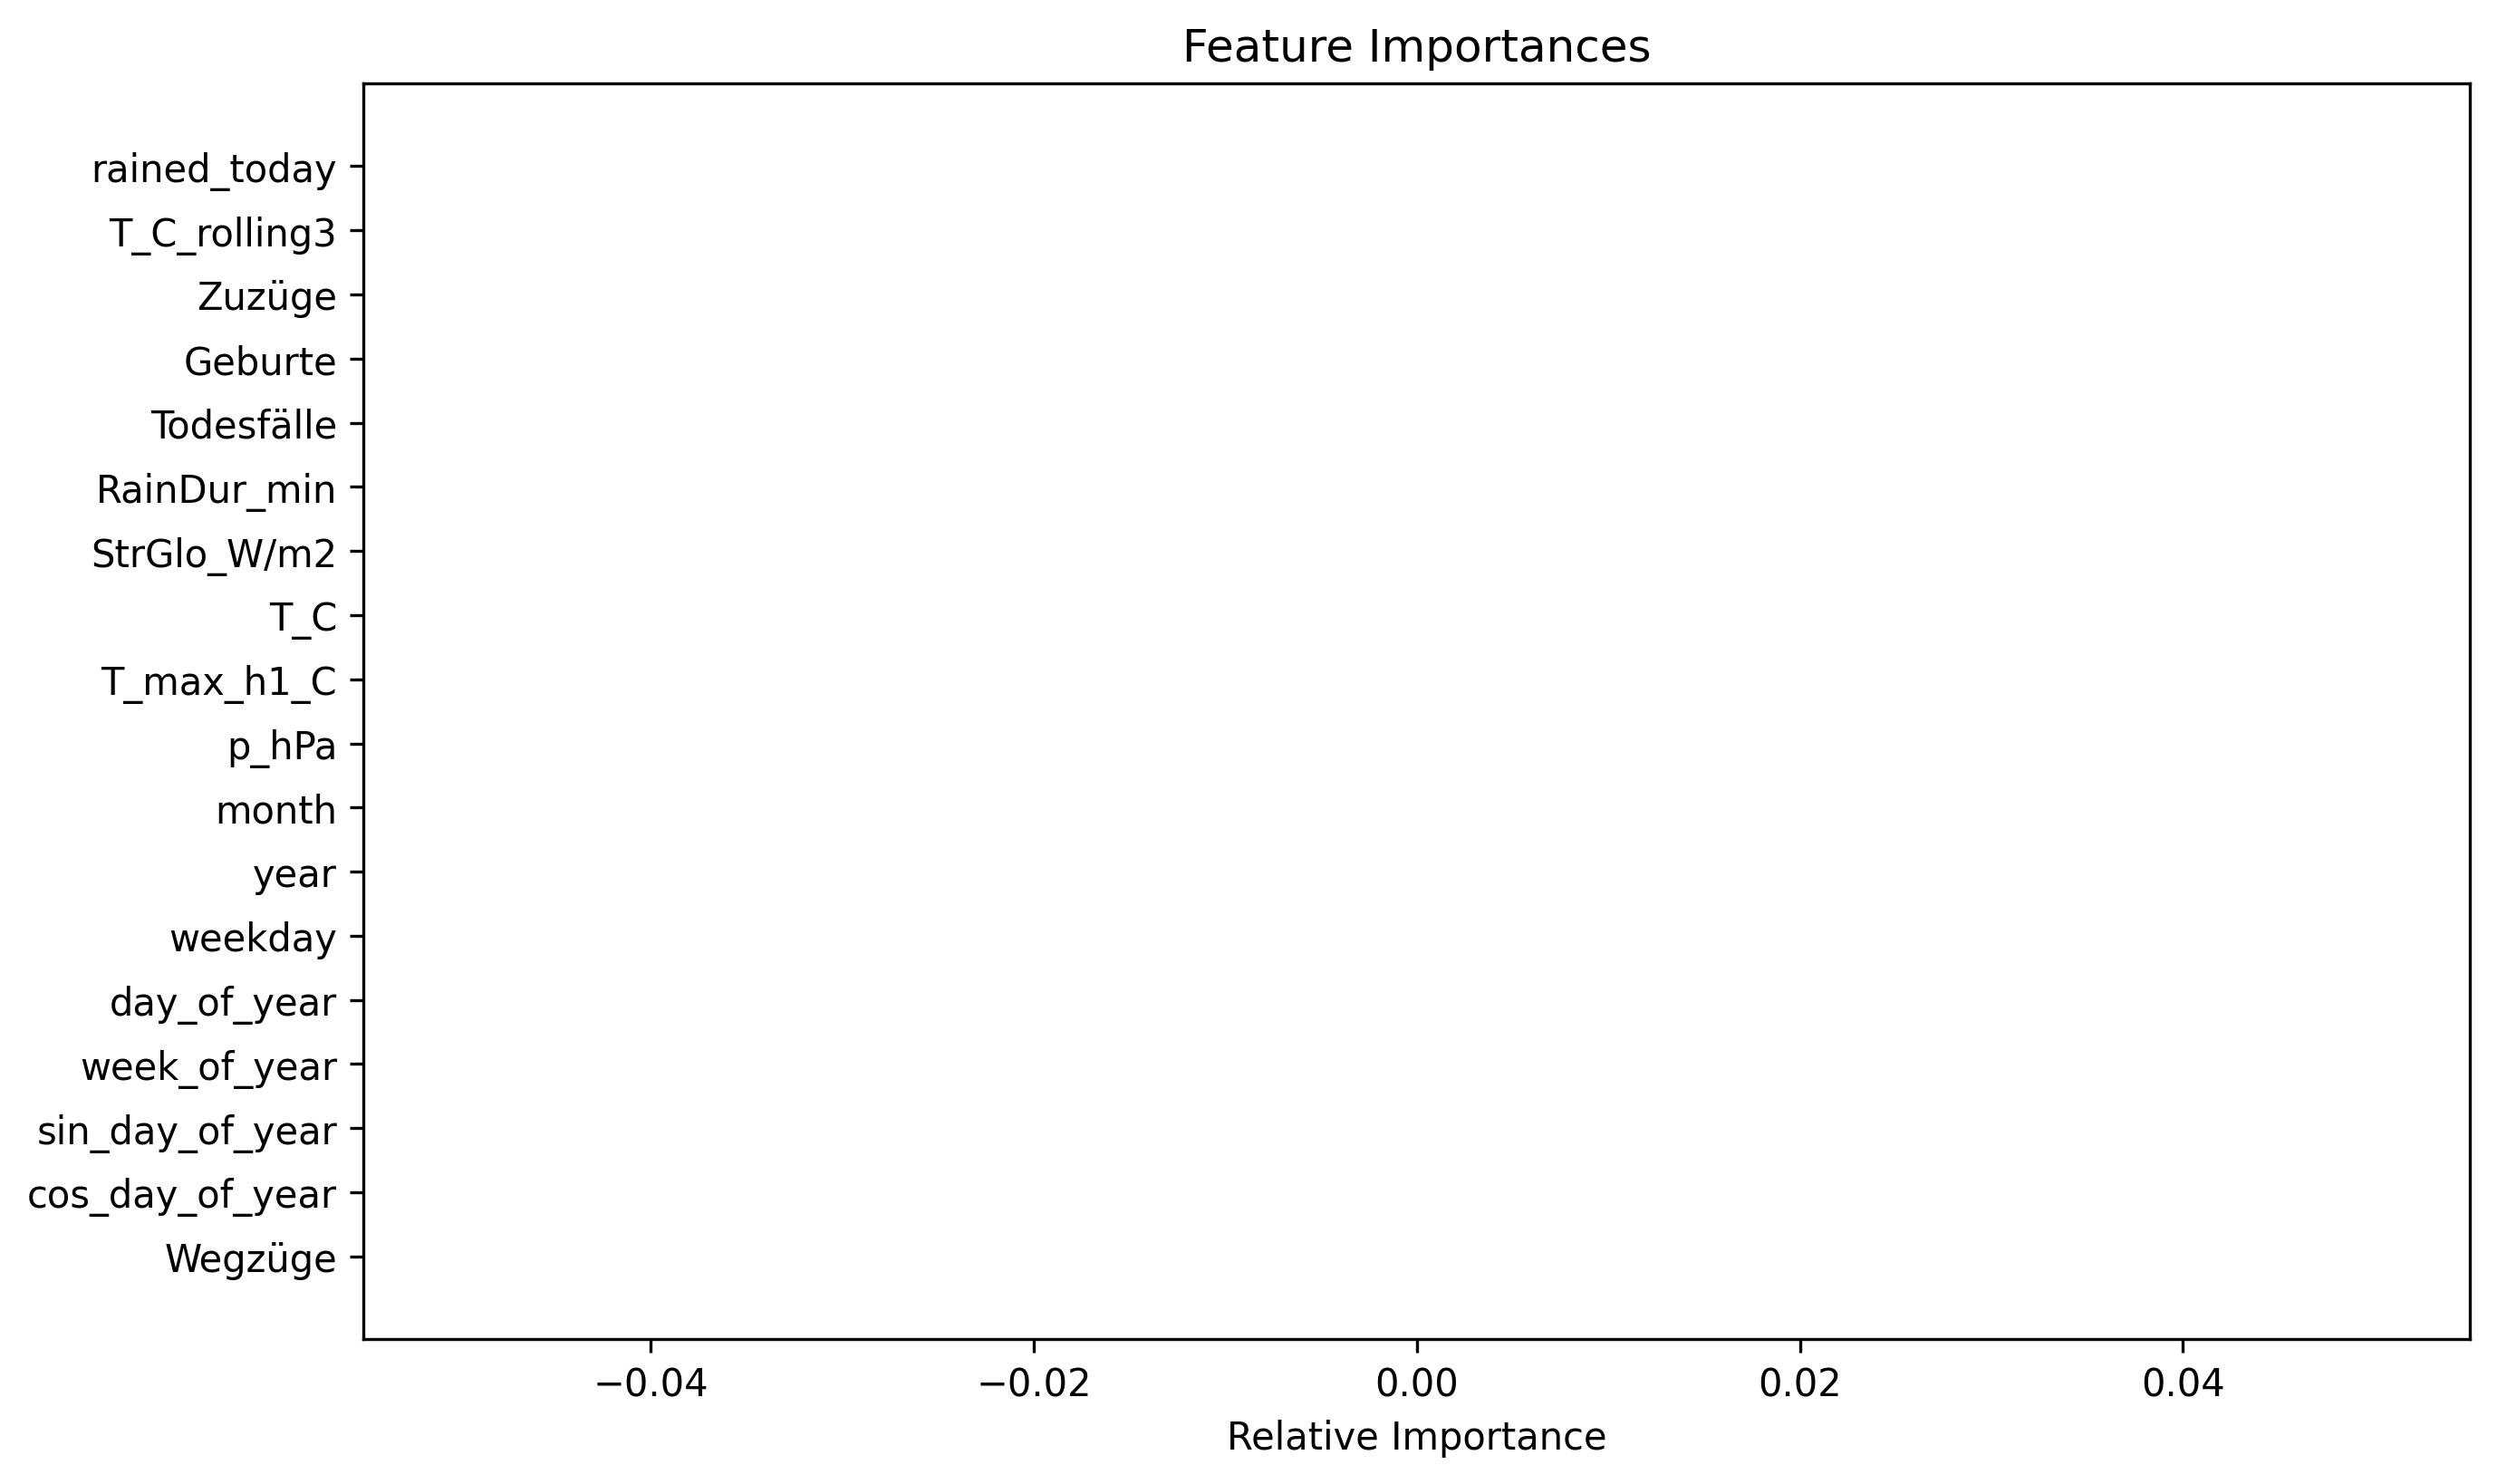 Feature Importances
rained_today
T_C_rolling3
Zuzüge
Geburte
Todesfälle
RainDur_min
StrGlo_W/m2
T_C
T_max_h1_C
p_hPa
month
year
weekday
day_of_year
week_of_year
sin_day_of_year
cos_day_of_year
Wegzüge
−0.04 −0.02 0.00 0.02 0.04
Relative Importance